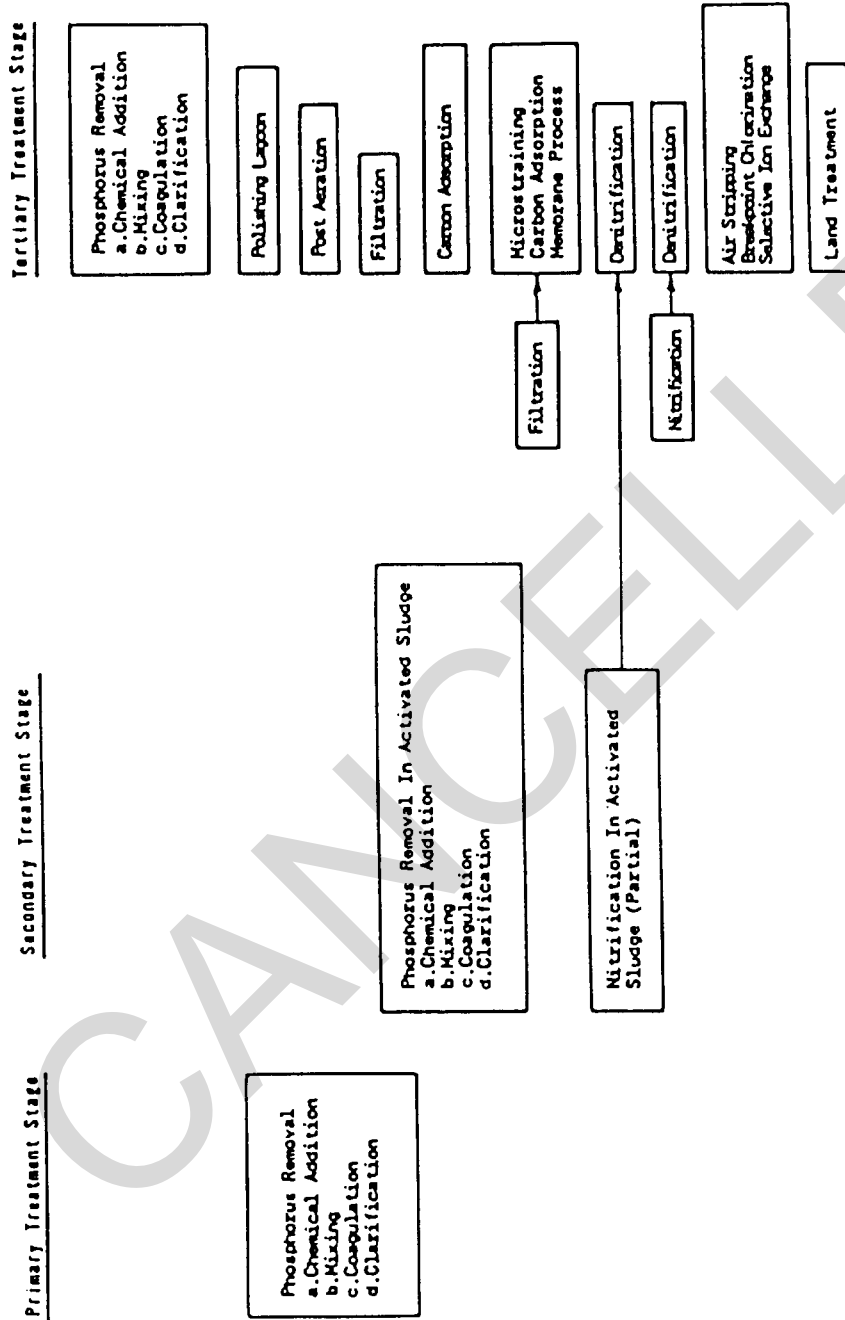 Primary Treatment Stage
Secondary Treatment Stage
Tertiary Treatment Stage
Phosphorus Removal
a.Chemical Addition
b.Mixing
c.Coagulation
d.Clarification
Phosphorus Removal In Activated Sludge
a.Chemical Addition
b.Mixing
c.Coagulation
d.Clarification
Nitrification In Activated
Sludge (Partial)
Phosphorus Removal
a.Chemical Addition
b.Mixing
c.Coagulation
d.Clarification
Polishing Lagoon
Post Aeration
Filtration
Carbon Adsorption
Filtration
Microstraining
Carbon Adsorption
Memorane Process
Denitrification
Nitrification
Denitrification
Air Stripping
Breakpoint Chlorination
Selective Ion Exchange
Land Treatment
CANCELL